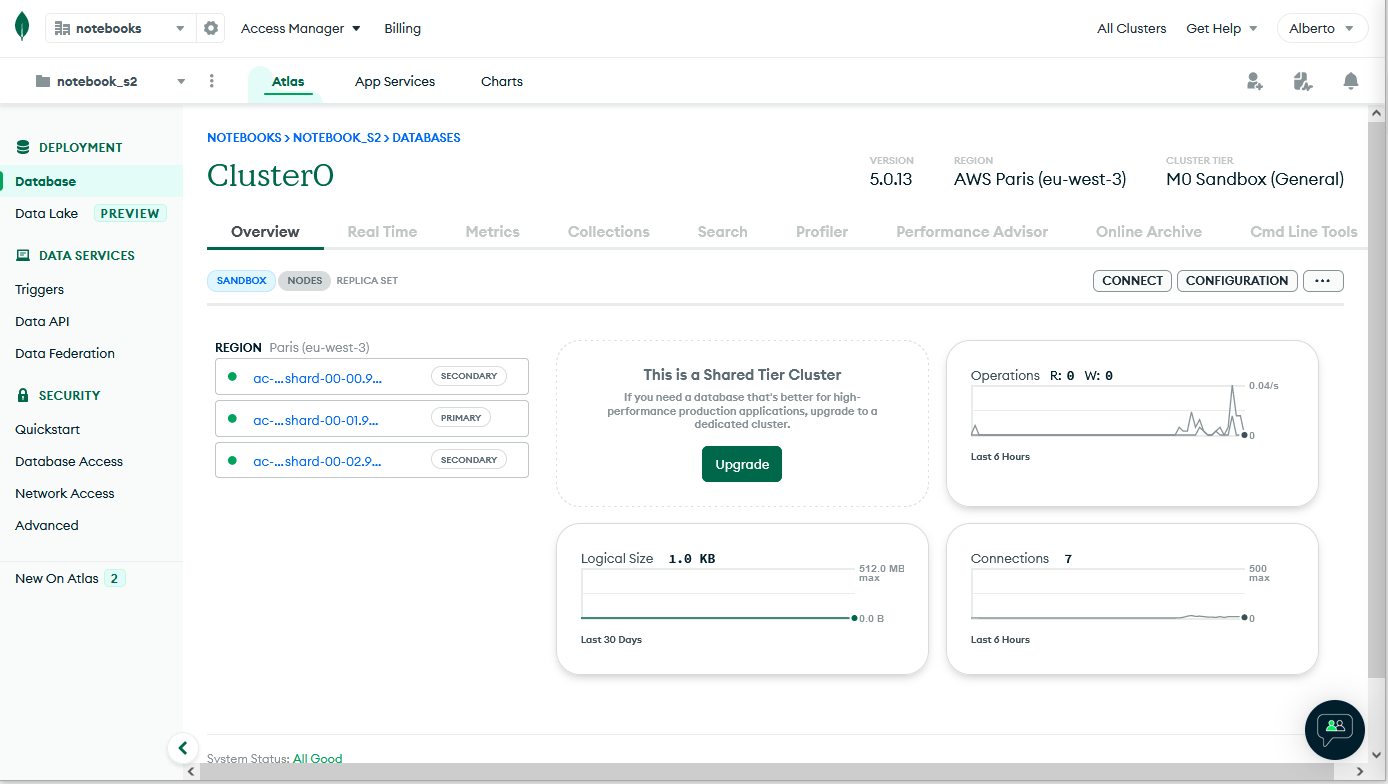 notebooks Access Manager Billing All Clusters Get Help Alberto
notebook_s2 Atlas App Services Charts
DEPLOYMENT
Database
Data Lake PREVIEW
DATA SERVICES
Triggers
Data API
Data Federation
SECURITY
Quickstart
Database Access
Network Access
Advanced
New On Atlas 2
NOTEBOOKS > NOTEBOOK_S2 > DATABASES
Cluster0
VERSION
5.0.13
REGION
AWS Paris (eu-west-3)
CLUSTER TIER
M0 Sandbox (General)
Overview Real Time Metrics Collections Search Profiler Performance Advisor Online Archive Cmd Line Tools
SANDBOX NODES REPLICA SET CONNECT CONFIGURATION ...
REGION Paris (eu-west-3)
ac-...shard-00-00.9... SECONDARY
ac-...shard-00-01.9... PRIMARY
ac-...shard-00-02.9... SECONDARY
This is a Shared Tier Cluster
If you need a database that's better for high-
performance production applications, upgrade to a
dedicated cluster.
Upgrade
Operations R: 0 W: 0
0.04/s
0
Last 6 Hours
Logical Size 1.0 KB
512.0 MB
max
0.0 B
Last 30 Days
Connections 7
500
max
0
Last 6 Hours
System Status: All Good